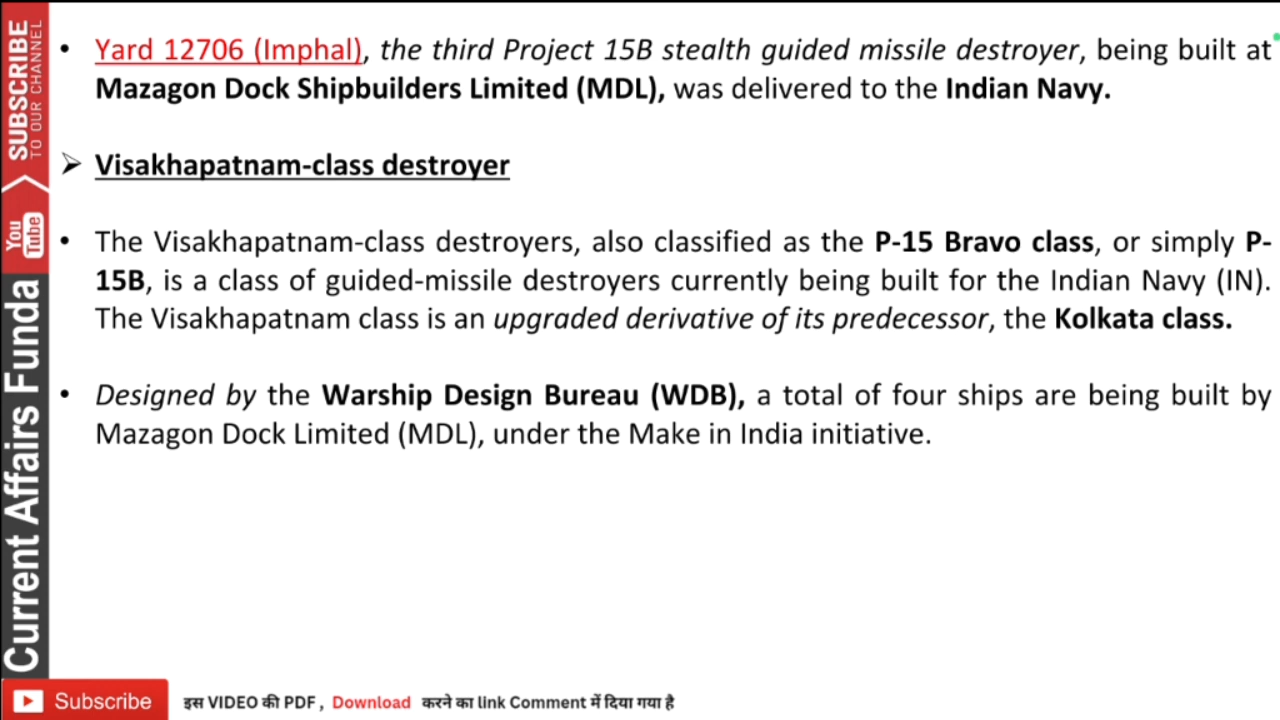 • Yard 12706 (Imphal), the third Project 15B stealth guided missile destroyer, being built at
Mazagon Dock Shipbuilders Limited (MDL), was delivered to the Indian Navy.
➤ Visakhapatnam-class destroyer
• The Visakhapatnam-class destroyers, also classified as the P-15 Bravo class, or simply P-
15B, is a class of guided-missile destroyers currently being built for the Indian Navy (IN).
The Visakhapatnam class is an upgraded derivative of its predecessor, the Kolkata class.
• Designed by the Warship Design Bureau (WDB), a total of four ships are being built by
Mazagon Dock Limited (MDL), under the Make in India initiative.
SUBSCRIBE
TO OUR CHANNEL
You
Tube
Current Affairs Funda
Subscribe
इस VIDEO की PDF , Download करने का link Comment में दिया गया है